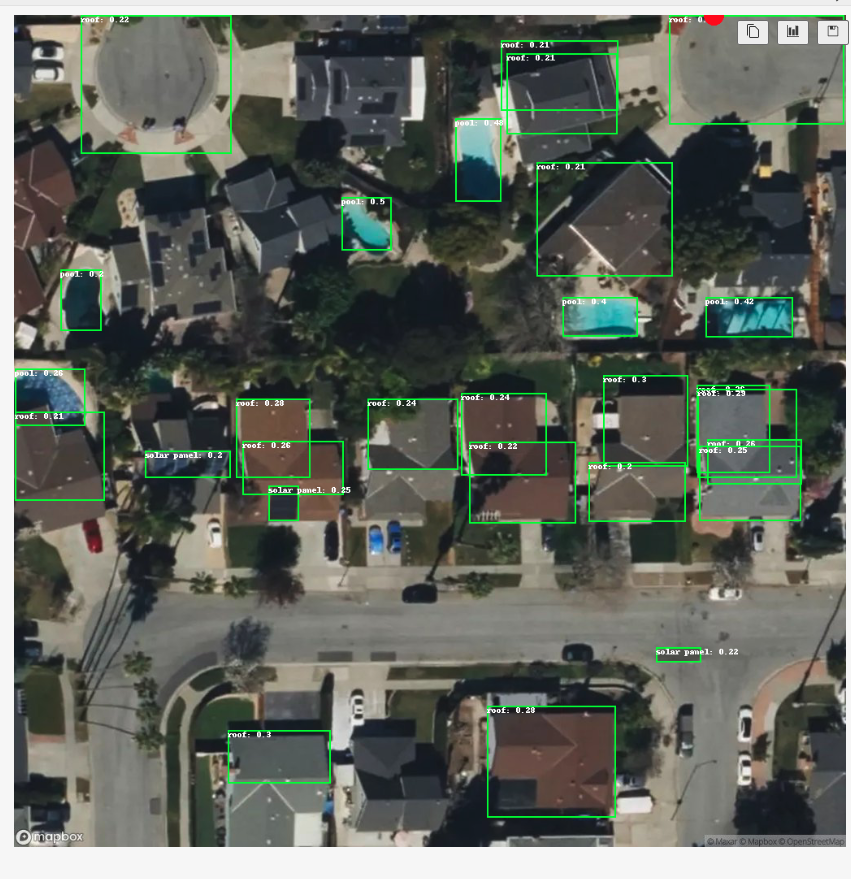 roof: 0.22
roof: 0.21
roof: 0.21
pool: 0.48
roof: 0.21
pool: 0.5
pool: 0.2
pool: 0.4
pool: 0.42
pool: 0.26
roof: 0.3
roof: 0.29
roof: 0.28
roof: 0.24
roof: 0.24
roof: 0.21
roof: 0.26
roof: 0.22
roof: 0.26
roof: 0.25
solar panel: 0.2
roof: 0.2
solar panel: 0.25
solar panel: 0.22
roof: 0.28
roof: 0.3
mapbox
© Maxar © Mapbox © OpenStreetMap